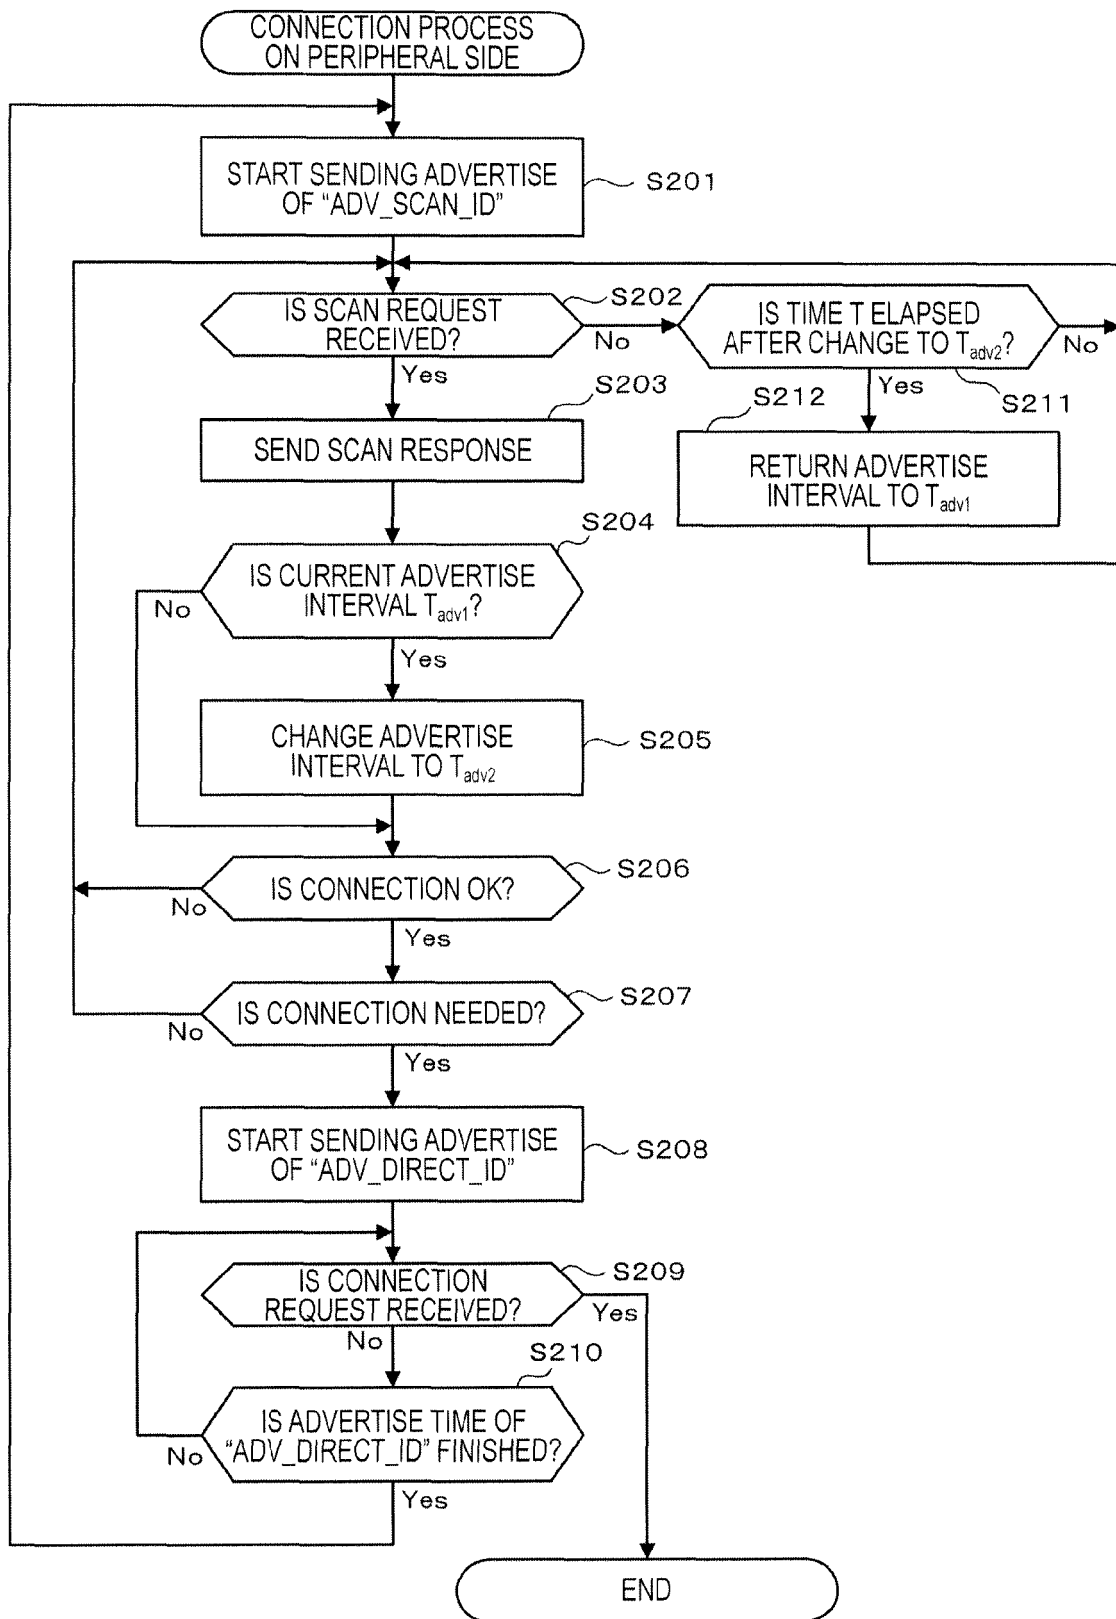 CONNECTION PROCESS
ON PERIPHERAL SIDE
START SENDING ADVERTISE
OF “ADV_SCAN_ID”
S201
IS SCAN REQUEST
RECEIVED?
S202
No
Yes
IS TIME T ELAPSED
AFTER CHANGE TO Tadv2?
No
Yes
S211
S212
RETURN ADVERTISE
INTERVAL TO Tadv1
S203
SEND SCAN RESPONSE
S204
IS CURRENT ADVERTISE
INTERVAL Tadv1?
No
Yes
CHANGE ADVERTISE
INTERVAL TO Tadv2
S205
IS CONNECTION OK?
S206
No
Yes
IS CONNECTION NEEDED?
S207
No
Yes
START SENDING ADVERTISE
OF “ADV_DIRECT_ID”
S208
IS CONNECTION
REQUEST RECEIVED?
S209
Yes
No
S210
IS ADVERTISE TIME OF
“ADV_DIRECT_ID” FINISHED?
No
Yes
END